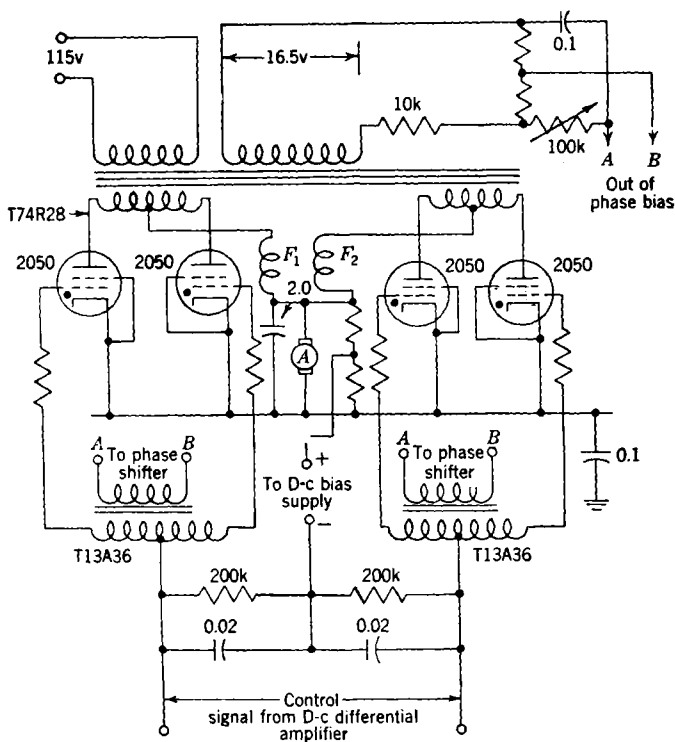 115v
16.5v
0.1
10k
100k
A
B
Out of
phase bias
T74R28
2050
2050
F1
F2
2050
2050
2.0
A
A
To phase
shifter
B
+
To D-c bias
supply
−
A
To phase
shifter
B
0.1
T13A36
T13A36
200k
200k
0.02
0.02
Control
signal from D-c differential
amplifier